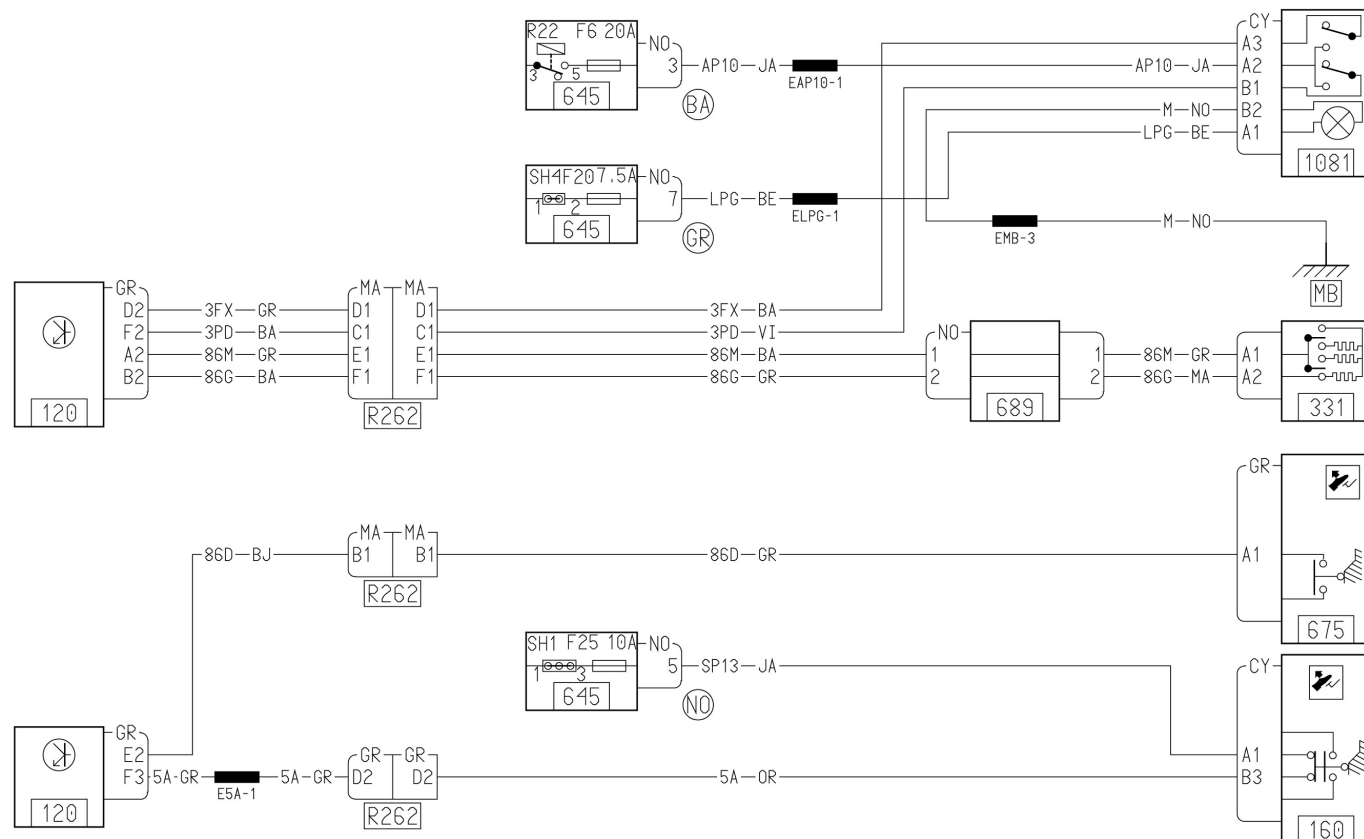 R22 F6 20A NO CY
3 5 3 AP10 JA EAP10-1 AP10 JA A3
A2
645 BA B1
M NO B2
LPG BE A1
1081
SH4F207.5A NO
1 2 7 LPG BE ELPG-1
645 GR
EMB-3 M NO
MB
GR MA MA
D2 3FX GR D1 D1 3FX BA
F2 3PD BA C1 C1 3PD VI NO
A2 86M GR E1 E1 86M BA 1 1 86M GR A1
B2 86G BA F1 F1 86G GR 2 2 86G MA A2
120 R262 689 331
GR
MA MA
86D BJ B1 B1 86D GR A1
R262
675
SH1 F25 10A NO
1 3 5 SP13 JA CY
645 NO
GR
E2 GR GR A1
F3 5A-GR E5A-1 5A-GR D2 D2 5A OR B3
120 R262 160